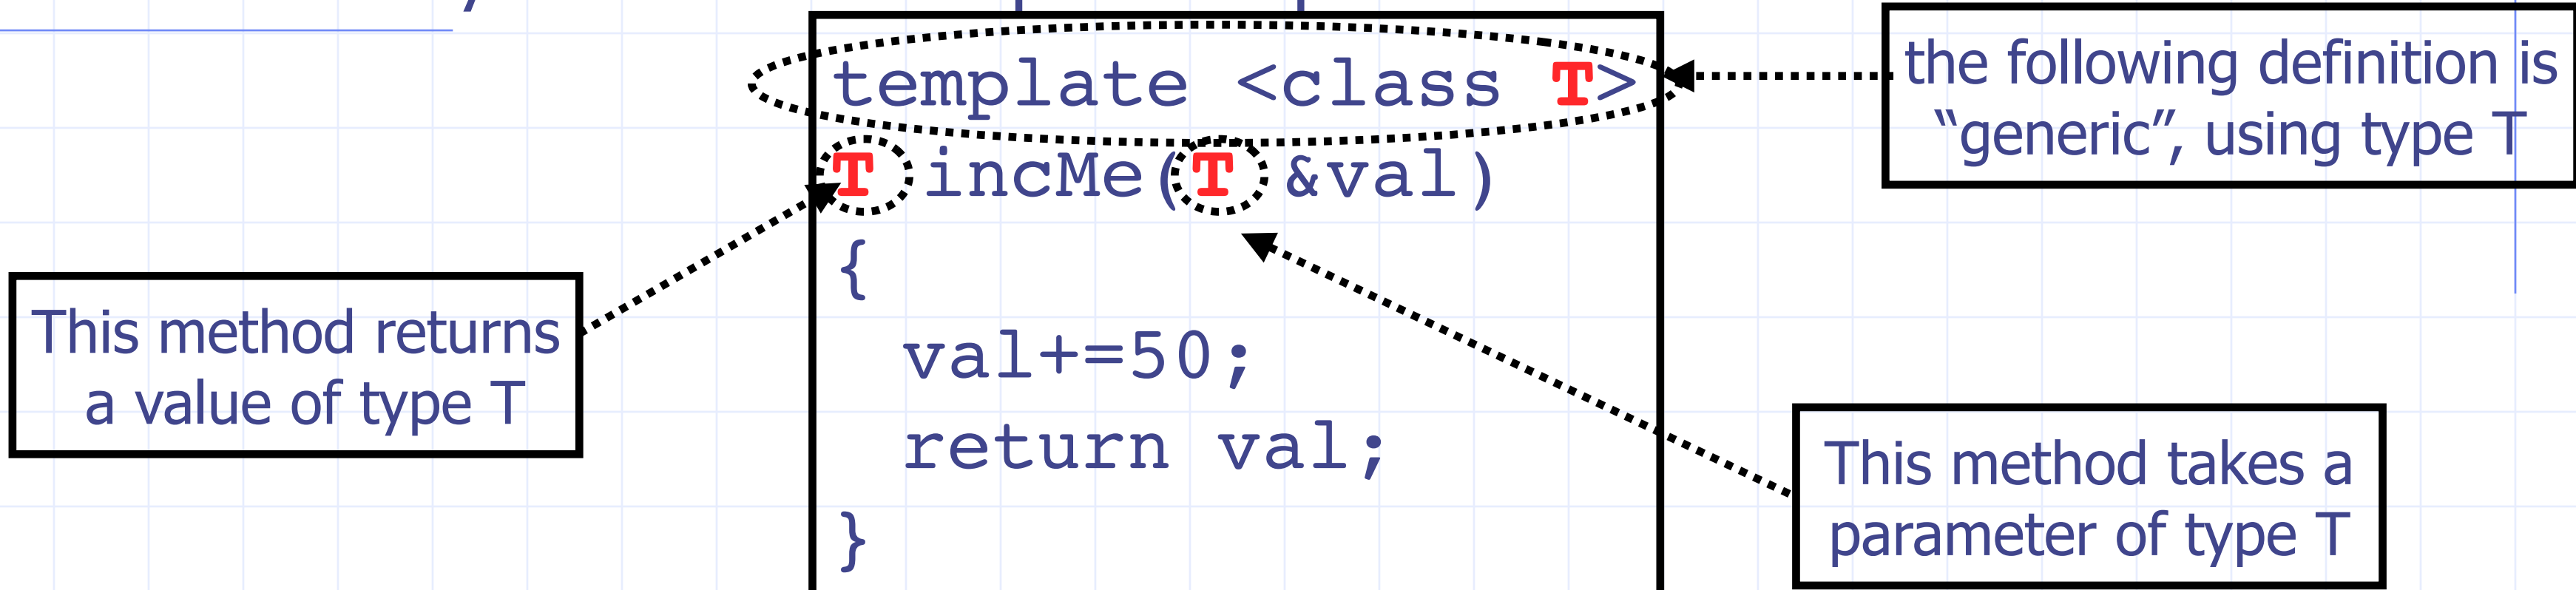 template <class T>
T incMe(T &val)
{
val+=50;
return val;
}
the following definition is
“generic”, using type T
This method returns
a value of type T
This method takes a
parameter of type T